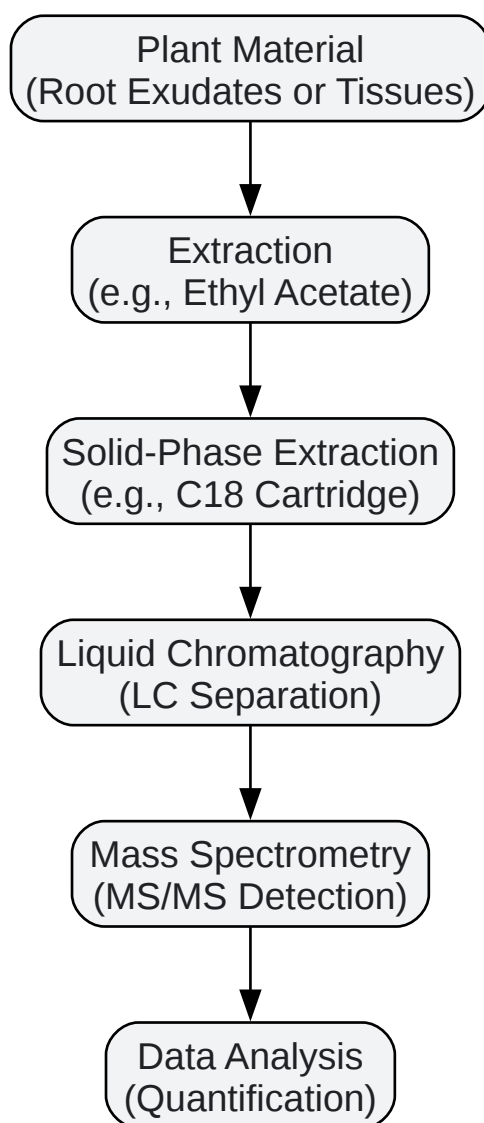 Plant Material
(Root Exudates or Tissues)
Extraction
(e.g., Ethyl Acetate)
Solid-Phase Extraction
(e.g., C18 Cartridge)
Liquid Chromatography
(LC Separation)
Mass Spectrometry
(MS/MS Detection)
Data Analysis
(Quantification)